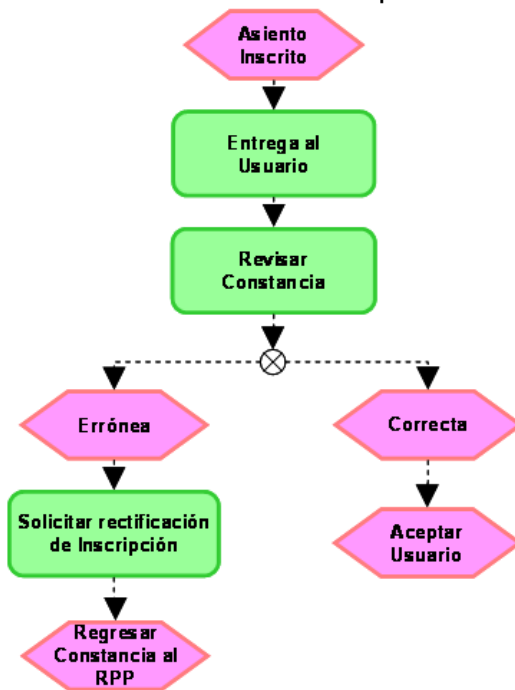 Asiento
Inscrito
Entrega al
Usuario
Revisar
Constancia
Errónea
Correcta
Solicitar rectificación
de Inscripción
Aceptar
Usuario
Regresar
Constancia al
RPP